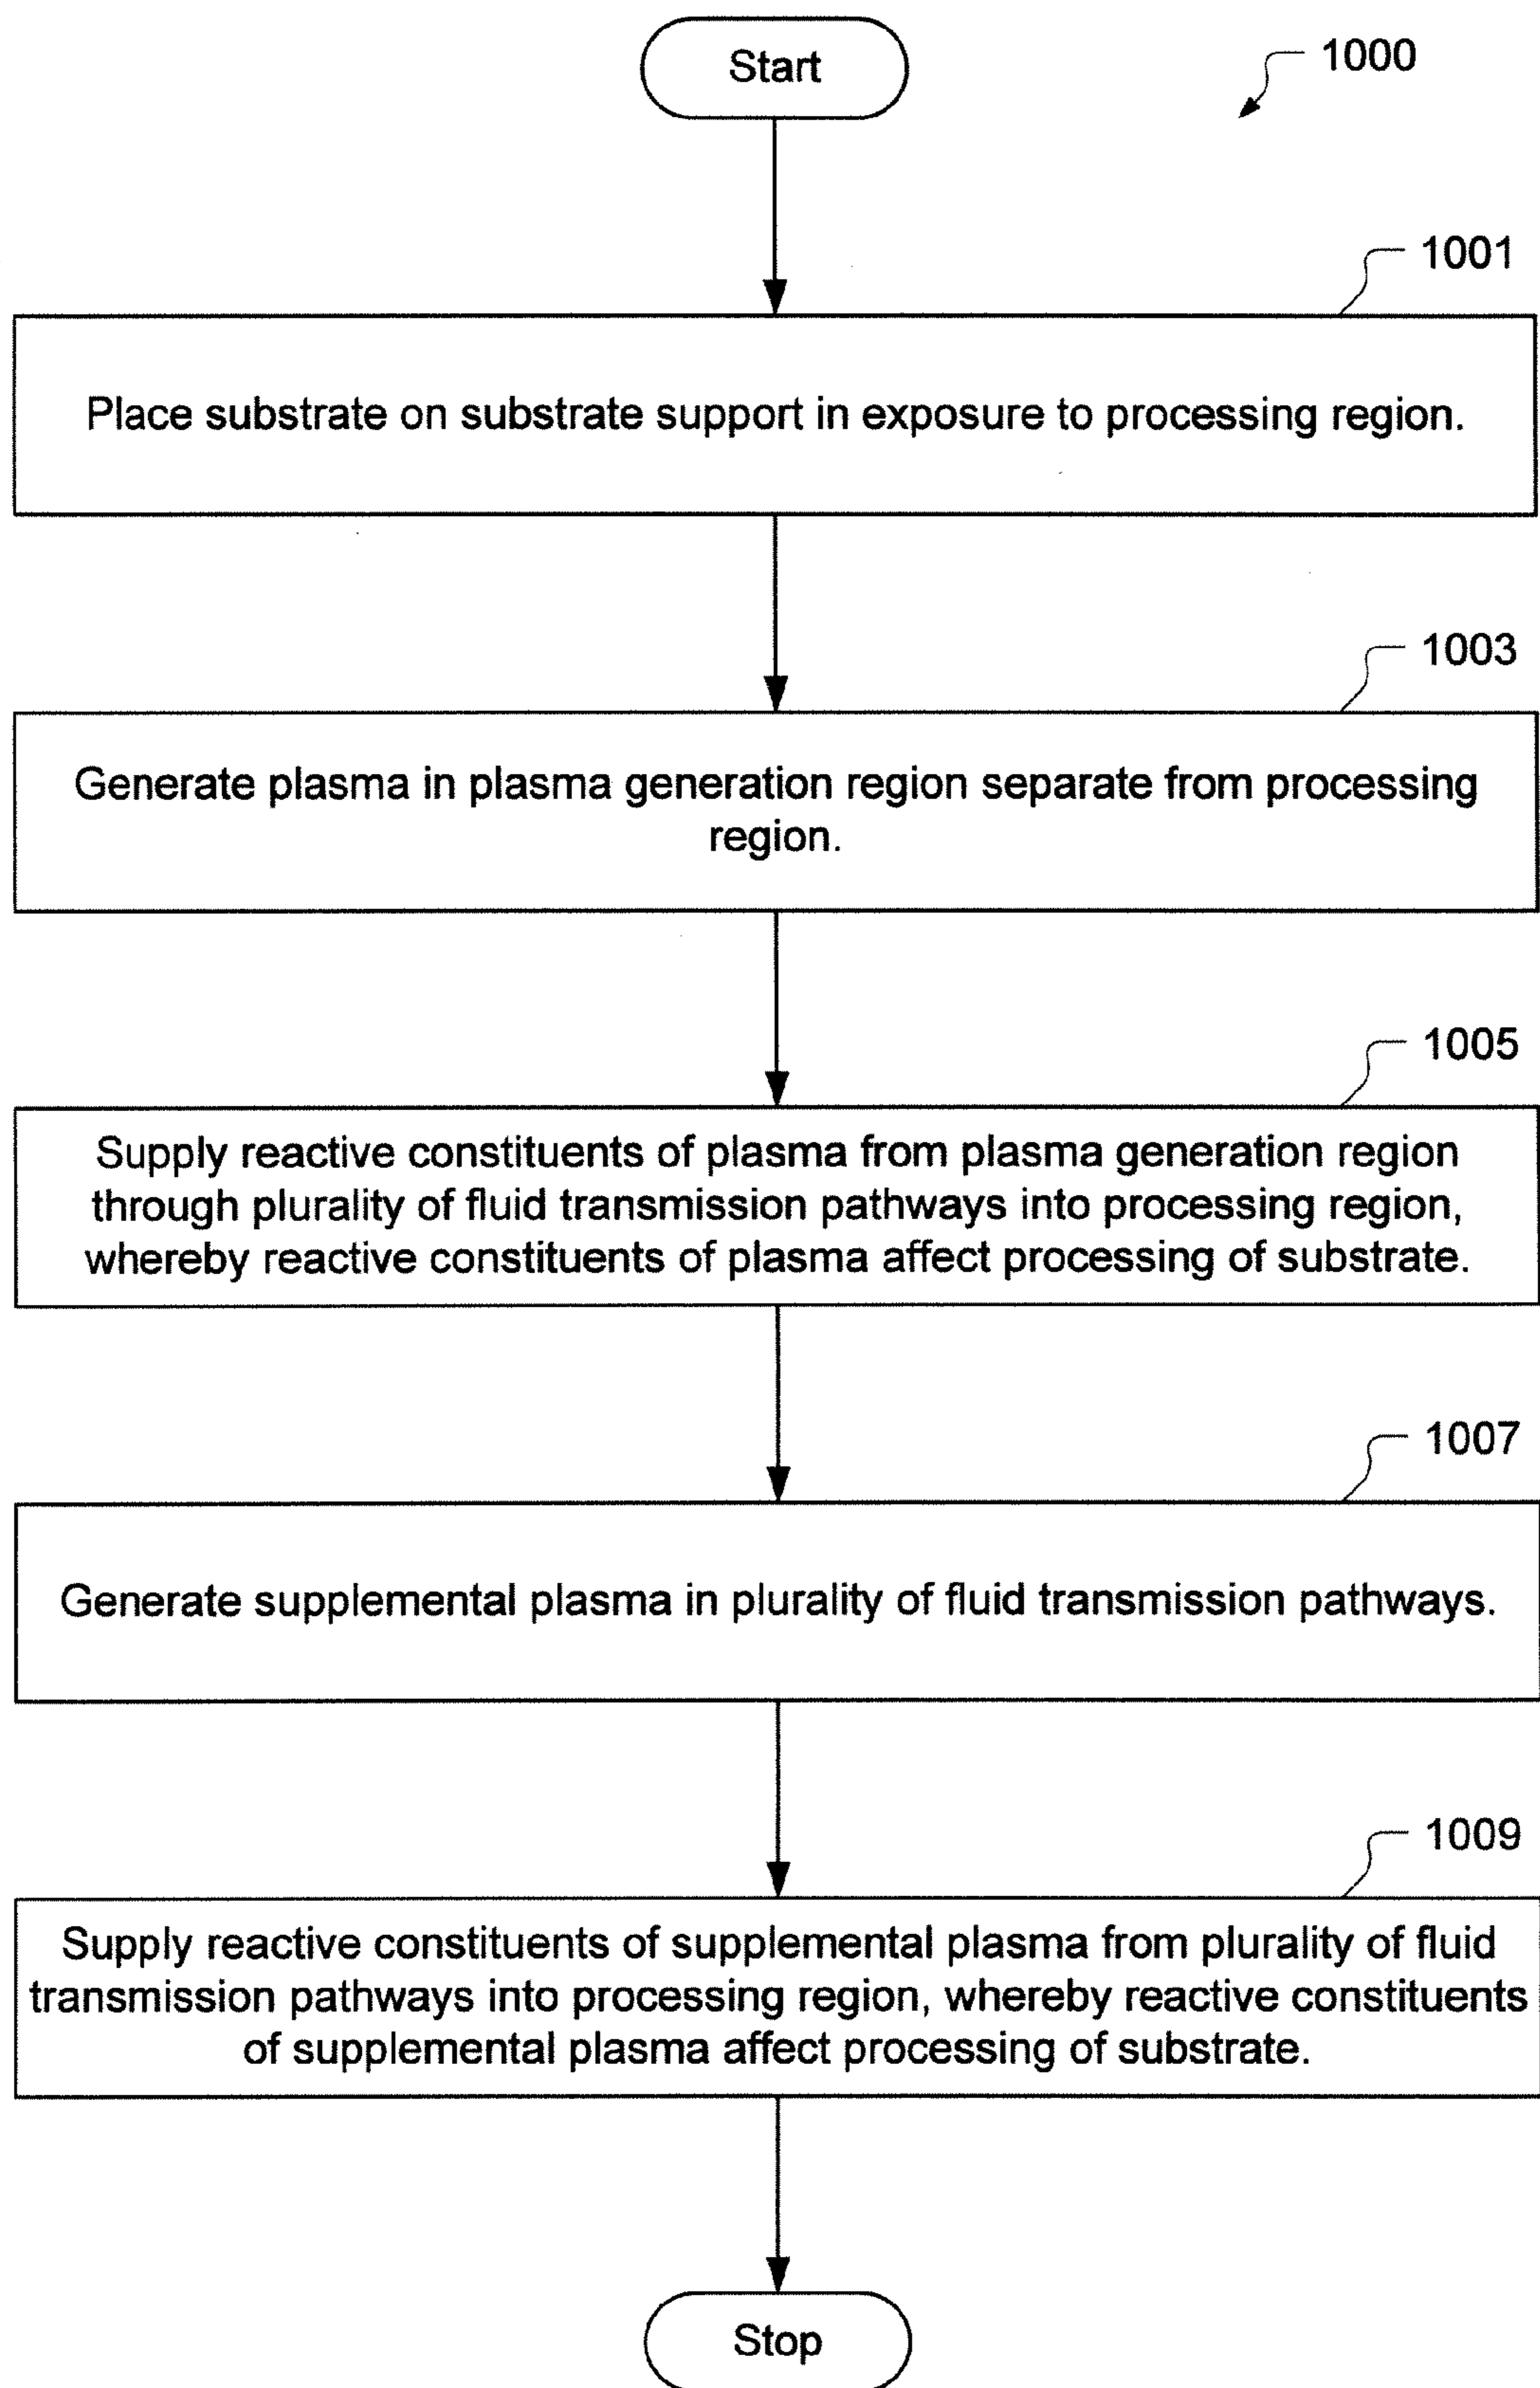 Start
1000
1001
Place substrate on substrate support in exposure to processing region.
1003
Generate plasma in plasma generation region separate from processing
region.
1005
Supply reactive constituents of plasma from plasma generation region
through plurality of fluid transmission pathways into processing region,
whereby reactive constituents of plasma affect processing of substrate.
1007
Generate supplemental plasma in plurality of fluid transmission pathways.
1009
Supply reactive constituents of supplemental plasma from plurality of fluid
transmission pathways into processing region, whereby reactive constituents
of supplemental plasma affect processing of substrate.
Stop